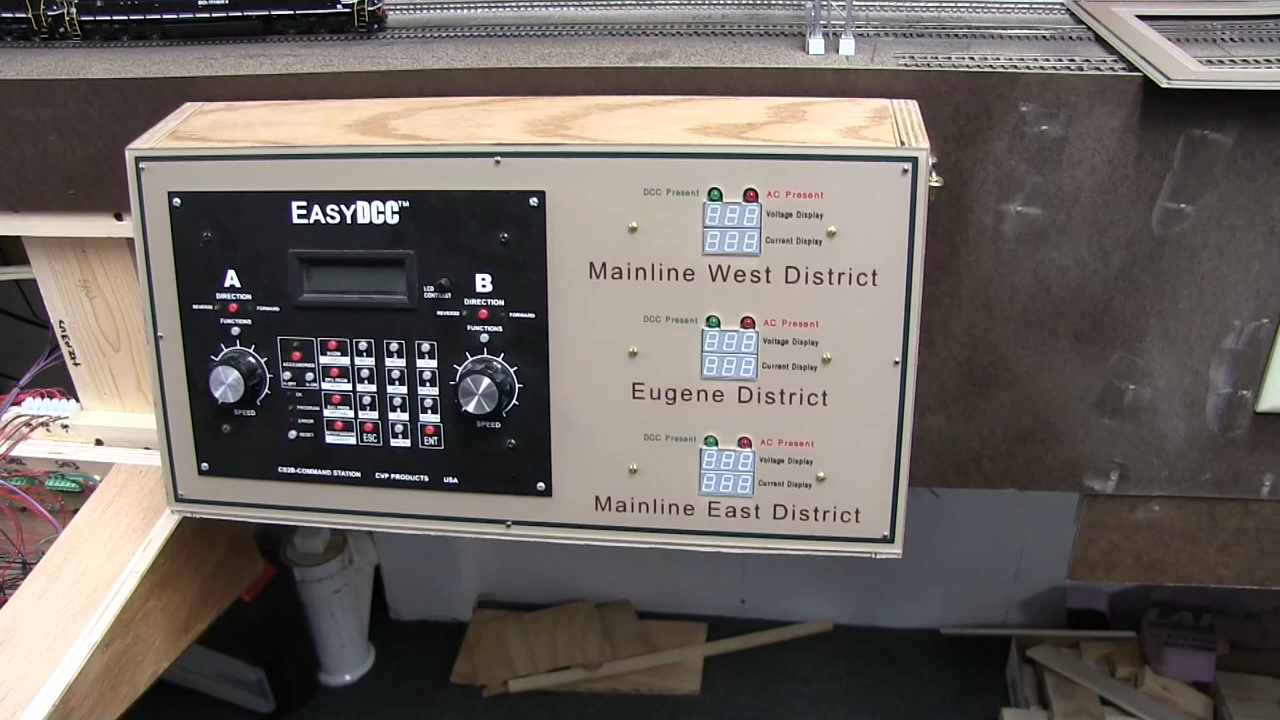 EASYDCC™
A
DIRECTION
REVERSE
FORWARD
FUNCTIONS
SPEED
LCD
CONTRAST
B
DIRECTION
REVERSE
FORWARD
FUNCTIONS
SPEED
ACCESSORIES
OK
PROGRAM
ERROR
RESET
ESC
ENT
CS2B-COMMAND STATION
CVP PRODUCTS
USA
DCC Present
AC Present
Voltage Display
Current Display
Mainline West District
DCC Present
AC Present
Voltage Display
Current Display
Eugene District
DCC Present
AC Present
Voltage Display
Current Display
Mainline East District